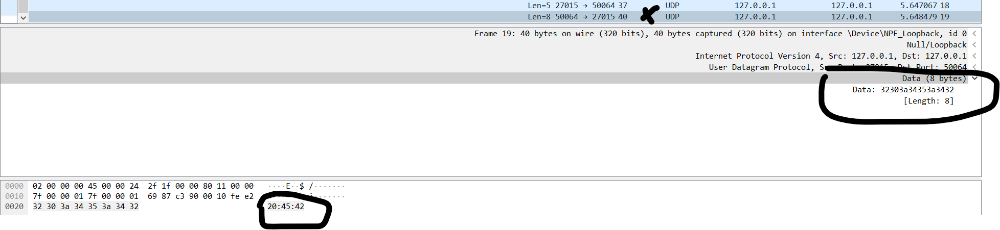 Len=5 27015 → 50064 37 UDP 127.0.0.1 127.0.0.1 5.647067 18
Len=8 50064 → 27015 40 UDP 127.0.0.1 127.0.0.1 5.648479 19
Frame 19: 40 bytes on wire (320 bits), 40 bytes captured (320 bits) on interface \Device\NPF_Loopback, id 0
Null/Loopback
Internet Protocol Version 4, Src: 127.0.0.1, Dst: 127.0.0.1
User Datagram Protocol, Src Port: 27015, Dst Port: 50064
Data (8 bytes)
Data: 32303a34353a3432
[Length: 8]
0000 02 00 00 00 45 00 00 24 2f 1f 00 00 80 11 00 00 ····E··$ /·······
0010 7f 00 00 01 7f 00 00 01 69 87 c3 90 00 10 fe e2 i·······
0020 32 30 3a 34 35 3a 34 32 20:45:42